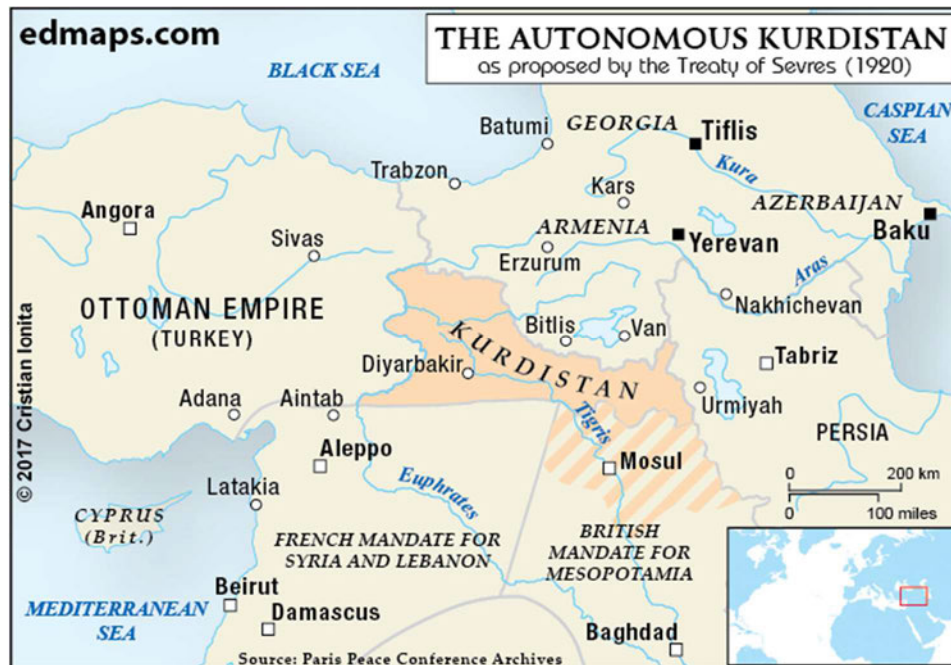 edmaps.com
THE AUTONOMOUS KURDISTAN
as proposed by the Treaty of Sevres (1920)
BLACK SEA
CASPIAN
SEA
Batumi
GEORGIA
Tiflis
Kura
Trabzon
Kars
AZERBAIJAN
Angora
Sivas
ARMENIA
Yerevan
Baku
Erzurum
Aras
Nakhichevan
OTTOMAN EMPIRE
(TURKEY)
Bitlis
Van
KURDISTAN
Diyarbakir
Tabriz
Urmiyah
Adana
Aintab
Tigris
PERSIA
Aleppo
Mosul
Euphrates
Latakia
0 200 km
0 100 miles
CYPRUS
(Brit.)
FRENCH MANDATE FOR
SYRIA AND LEBANON
BRITISH
MANDATE FOR
MESOPOTAMIA
Beirut
MEDITERRANEAN
SEA
Damascus
Baghdad
Source: Paris Peace Conference Archives
© 2017 Cristian Ionita